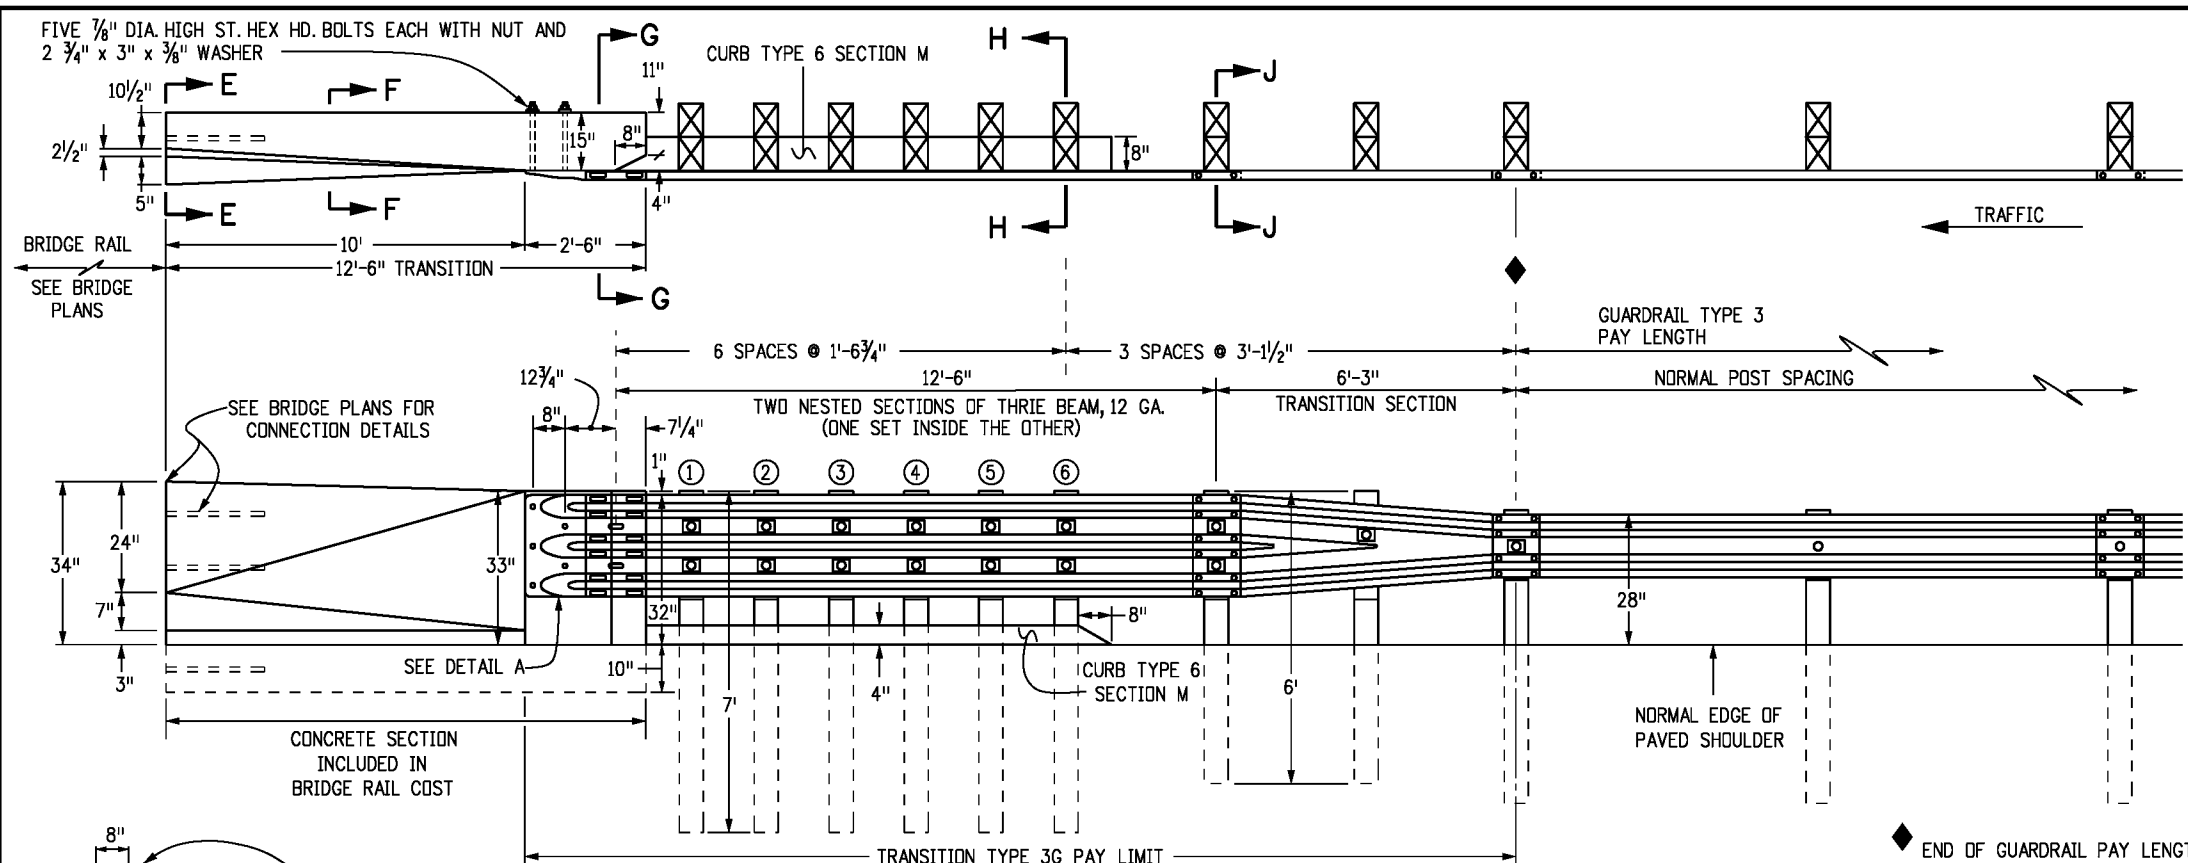 FIVE 7/8" DIA. HIGH ST. HEX HD. BOLTS EACH WITH NUT AND
2 3/4" x 3" x 3/8" WASHER
G
H
CURB TYPE 6 SECTION M
J
E
F
11"
10 1/2"
8"
15"
2 1/2"
8"
5"
4"
E
F
H
J
TRAFFIC
BRIDGE RAIL
10'
2'-6"
12'-6" TRANSITION
SEE BRIDGE
PLANS
G
GUARDRAIL TYPE 3
PAY LENGTH
6 SPACES @ 1'-6 3/4"
3 SPACES @ 3'-1 1/2"
12 3/4"
12'-6"
6'-3"
NORMAL POST SPACING
SEE BRIDGE PLANS FOR
CONNECTION DETAILS
8"
TWO NESTED SECTIONS OF THRIE BEAM, 12 GA.
(ONE SET INSIDE THE OTHER)
TRANSITION SECTION
7 1/4"
1"
1
2
3
4
5
6
34"
24"
33"
7"
32"
8"
28"
SEE DETAIL A
10"
3"
4"
CURB TYPE 6
SECTION M
7'
6'
NORMAL EDGE OF
PAVED SHOULDER
CONCRETE SECTION
INCLUDED IN
BRIDGE RAIL COST
8"
TRANSITION TYPE 3G PAY LIMIT
END OF GUARDRAIL PAY LENGT